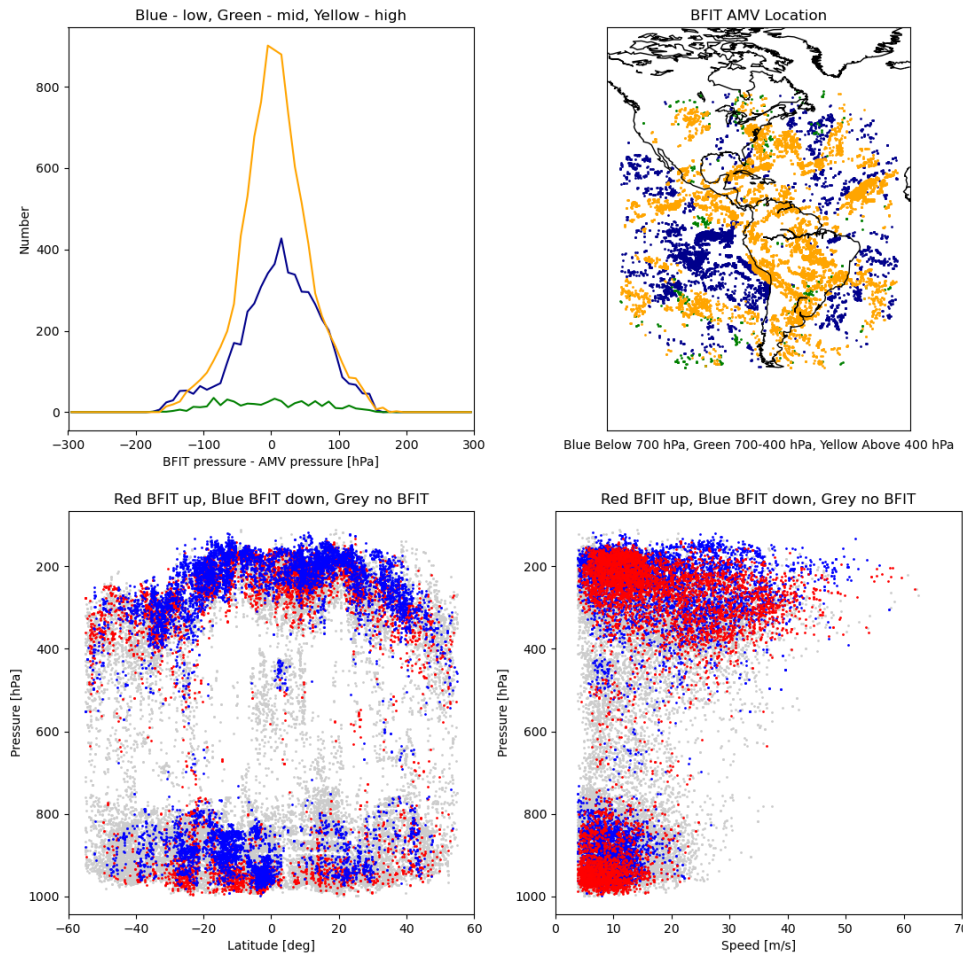 Blue - low, Green - mid, Yellow - high
800
600
400
200
0
Number
−300 −200 −100 0 100 200 300
BFIT pressure - AMV pressure [hPa]
BFIT AMV Location
Blue Below 700 hPa, Green 700-400 hPa, Yellow Above 400 hPa
Red BFIT up, Blue BFIT down, Grey no BFIT
200
400
600
800
1000
Pressure [hPa]
−60 −40 −20 0 20 40 60
Latitude [deg]
Red BFIT up, Blue BFIT down, Grey no BFIT
200
400
600
800
1000
Pressure [hPa]
0 10 20 30 40 50 60
Speed [m/s]